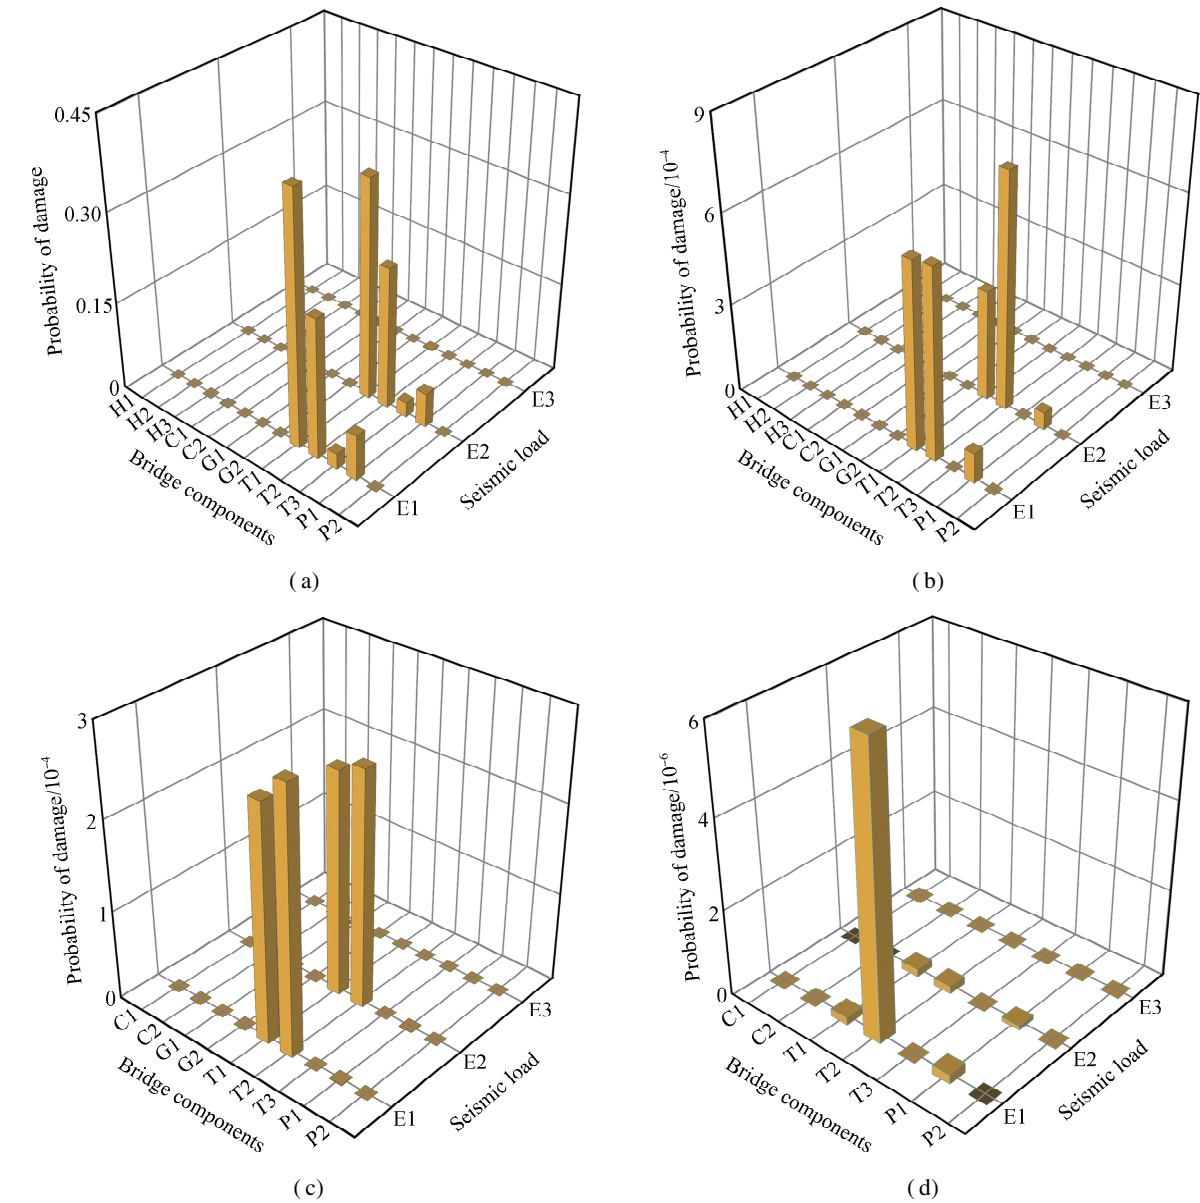 0.45
0.30
0.15
0
Probability of damage
H1
H2
H3
C1
C2
G1
G2
T1
T2
T3
P1
P2
Bridge components
E1
E2
E3
Seismic load
(a)
9
6
3
0
Probability of damage/10⁻⁴
H1
H2
H3
C1
C2
G1
G2
T1
T2
T3
P1
P2
Bridge components
E1
E2
E3
Seismic load
(b)
3
2
1
0
Probability of damage/10⁻⁴
C1
C2
G1
G2
T1
T2
T3
P1
P2
Bridge components
E1
E2
E3
Seismic load
(c)
6
4
2
0
Probability of damage/10⁻⁶
C1
C2
T1
T2
T3
P1
P2
Bridge components
E1
E2
E3
Seismic load
(d)